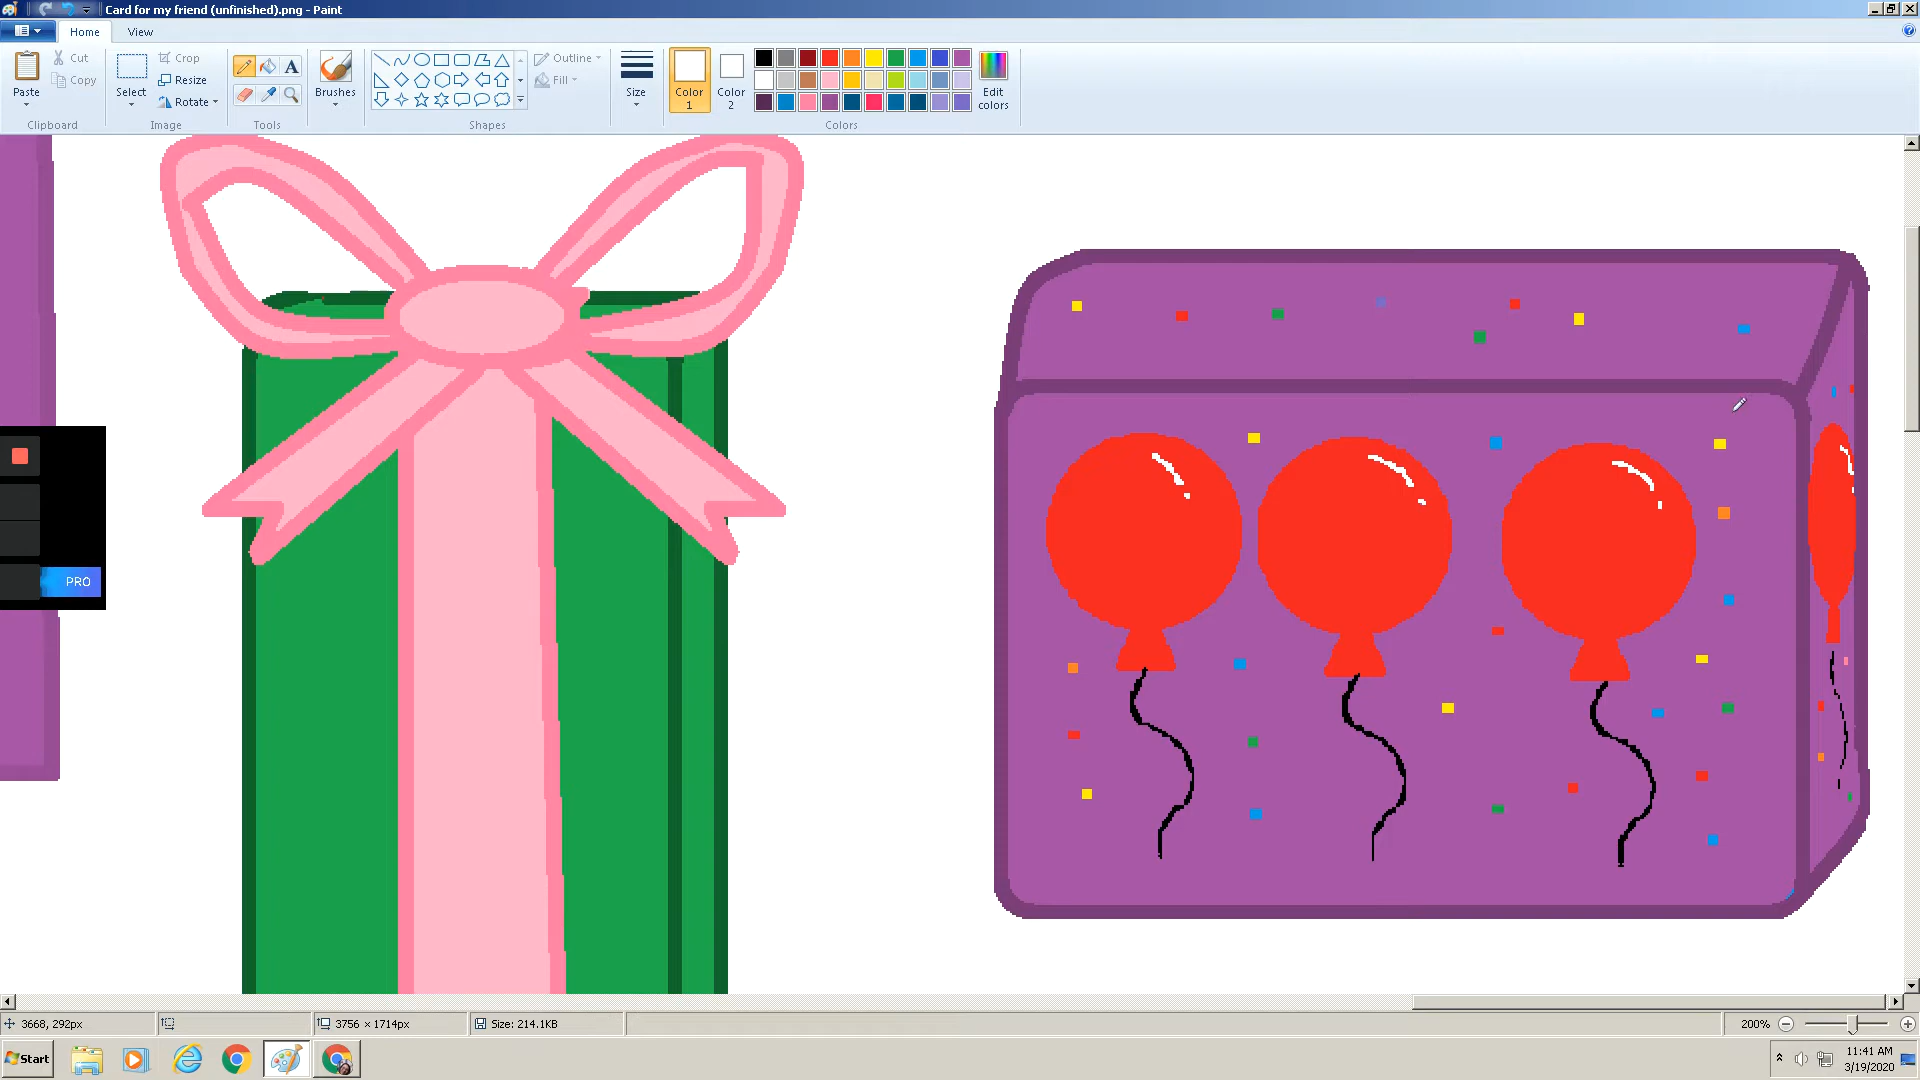 Card for my friend (unfinished).png - Paint
Home View
Cut
Copy
Paste
Clipboard
Select
Crop
Resize
Rotate
Image
Tools
Brushes
Outline
Fill
Shapes
Size
Color 1
Color 2
Edit colors
Colors
PRO
3668, 292px
3756 × 1714px
Size: 214.1KB
200%
Start
11:41 AM
3/19/2020